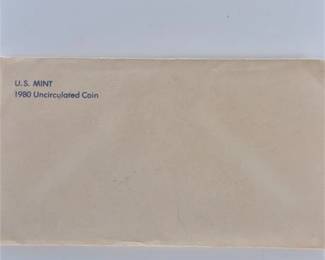 U.S. MINT
1980 Uncirculated Coin